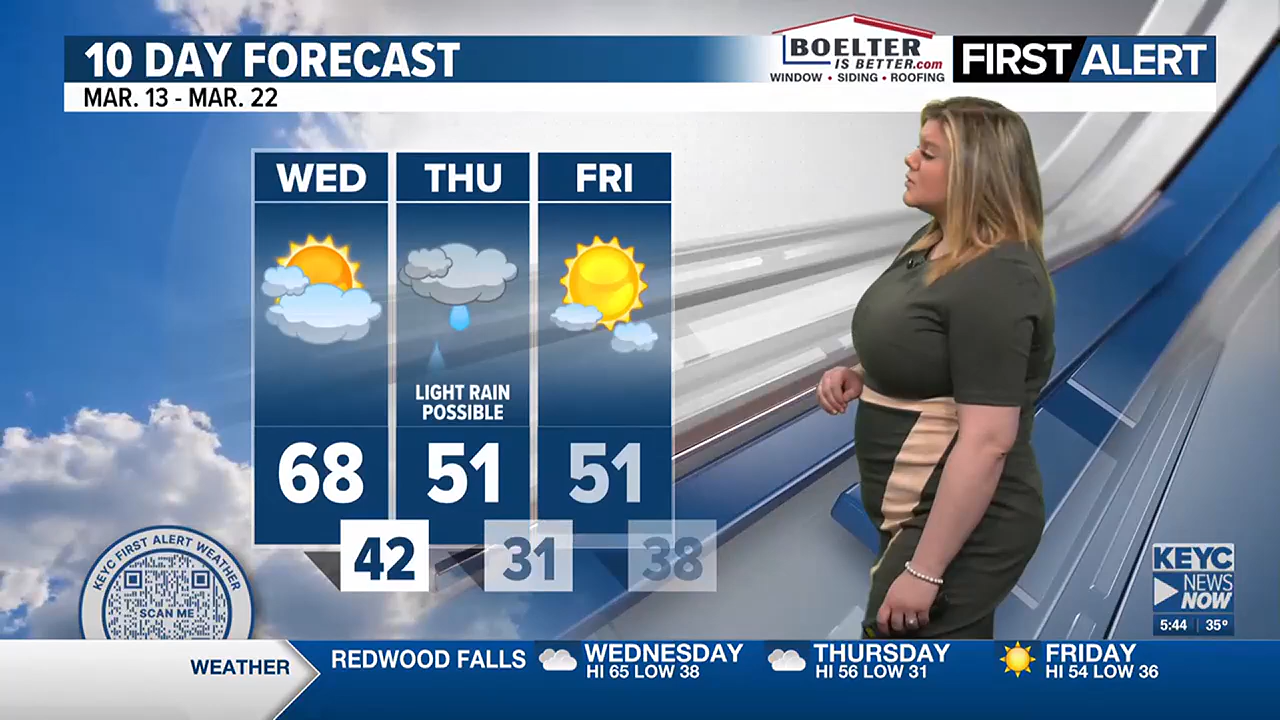 10 DAY FORECAST
MAR. 13 - MAR. 22
BOELTER
IS BETTER.com
WINDOW • SIDING • ROOFING
FIRST ALERT
WED
THU
FRI
LIGHT RAIN
POSSIBLE
68
51
51
42
31
38
KEYC FIRST ALERT WEATHER
SCAN ME
KEYC
NEWS
NOW
5:44 35°
WEATHER
REDWOOD FALLS
WEDNESDAY
HI 65 LOW 38
THURSDAY
HI 56 LOW 31
FRIDAY
HI 54 LOW 36